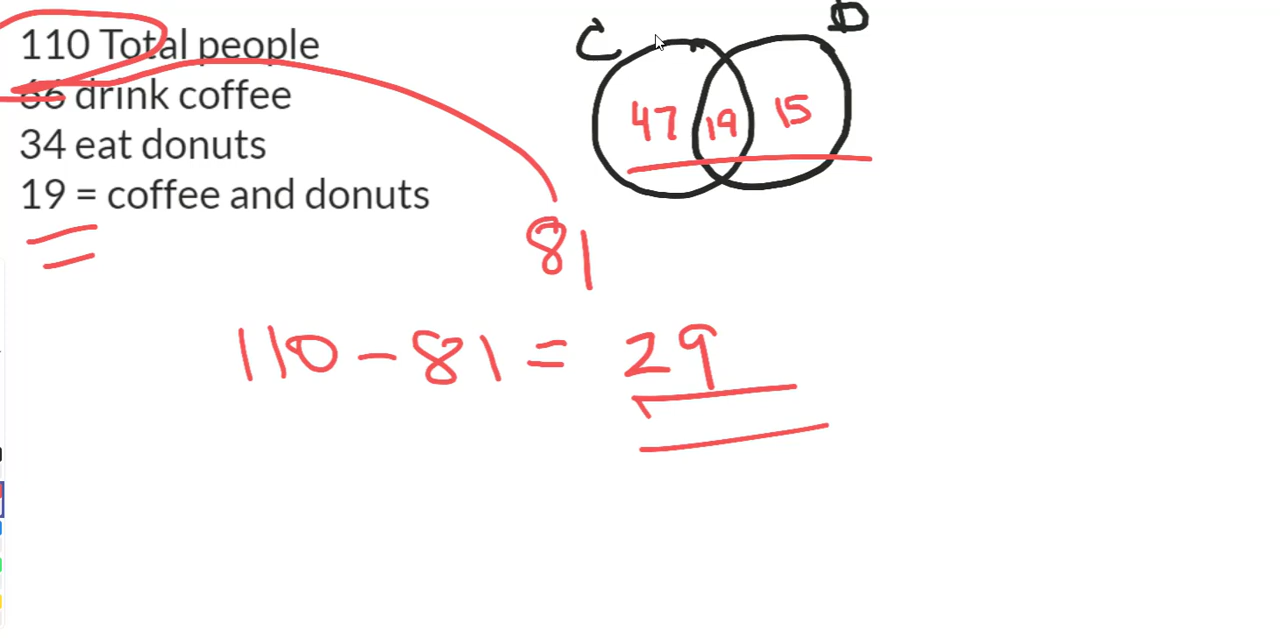 110 Total people
66 drink coffee
34 eat donuts
19 = coffee and donuts
C
D
47 19 15
81
110 - 81 = 29